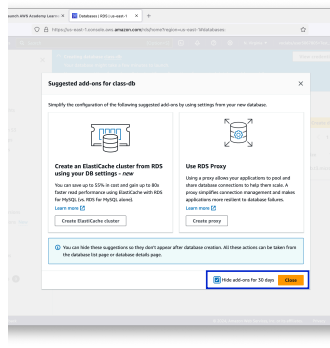 aunch AWS Academy Learner
Databases | RDS | us-east-1
https://us-east-1.console.aws.amazon.com/rds/home?region=us-east-1#databases:
Suggested add-ons for class-db
Simplify the configuration of the following suggested add-ons by using settings from your new database.
Create an ElastiCache cluster from RDS
using your DB settings - new
You can save up to 55% in cost and gain up to 80x
faster read performance using ElastiCache with RDS
for MySQL (vs. RDS for MySQL alone).
Learn more
Create ElastiCache cluster
Use RDS Proxy
Using a proxy allows your applications to pool and
share database connections to help them scale. A
proxy simplifies connection management and makes
applications more resilient to database failures.
Learn more
Create proxy
You can hide these suggestions so they don't appear after database creation. All these actions can be taken from
the database list page or database details page.
Hide add-ons for 30 days
Close